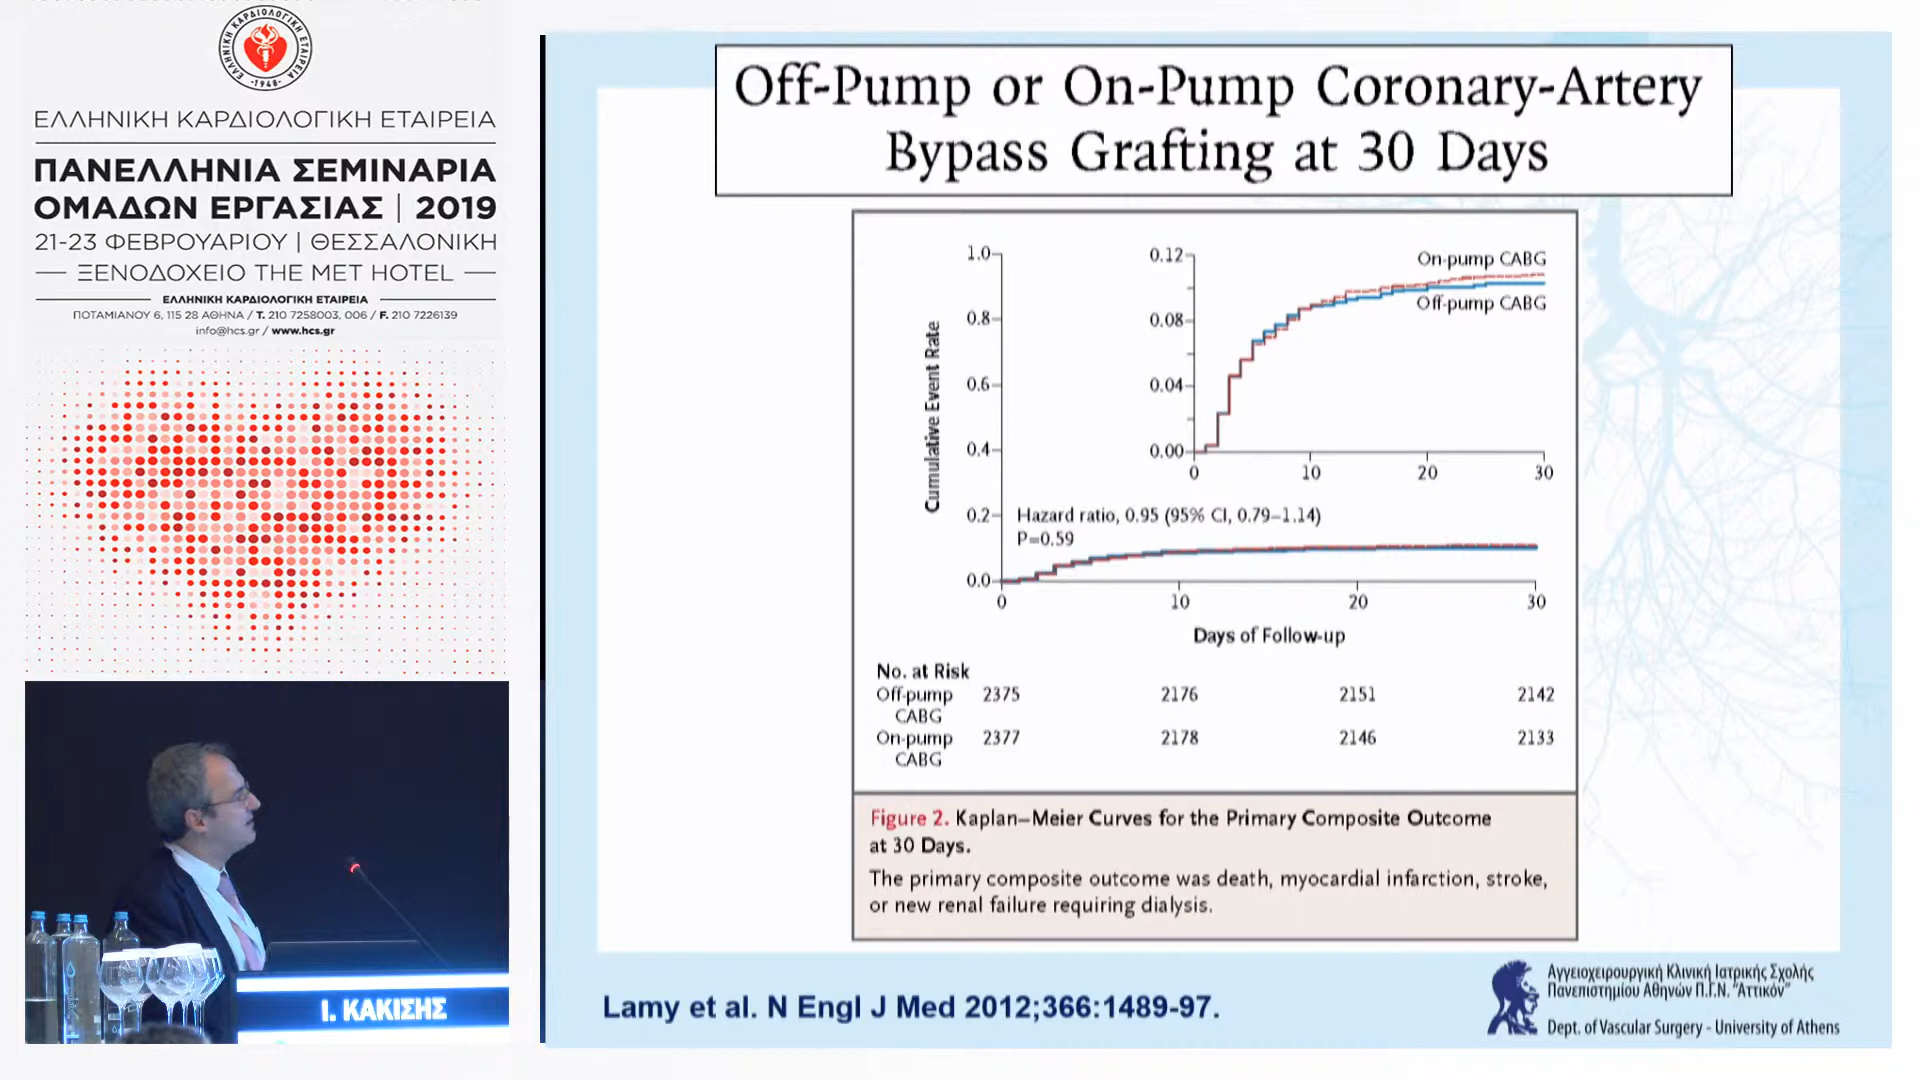 ΕΛΛΗΝΙΚΗ ΚΑΡΔΙΟΛΟΓΙΚΗ ΕΤΑΙΡΕΙΑ
-1948-
ΕΛΛΗΝΙΚΗ ΚΑΡΔΙΟΛΟΓΙΚΗ ΕΤΑΙΡΕΙΑ
ΠΑΝΕΛΛΗΝΙΑ ΣΕΜΙΝΑΡΙΑ
ΟΜΑΔΩΝ ΕΡΓΑΣΙΑΣ | 2019
21-23 ΦΕΒΡΟΥΑΡΙΟΥ | ΘΕΣΣΑΛΟΝΙΚΗ
— ΞΕΝΟΔΟΧΕΙΟ THE MET HOTEL —
ΕΛΛΗΝΙΚΗ ΚΑΡΔΙΟΛΟΓΙΚΗ ΕΤΑΙΡΕΙΑ
ΠΟΤΑΜΙΑΝΟΥ 6, 115 28 ΑΘΗΝΑ / Τ. 210 7258003, 006 / F. 210 7226139
info@hcs.gr / www.hcs.gr
Ι. ΚΑΚΙΣΗΣ
Off-Pump or On-Pump Coronary-Artery
Bypass Grafting at 30 Days
Cumulative Event Rate
1.0
0.8
0.6
0.4
0.2
0.0
0 10 20 30
0.12
0.08
0.04
0.00
0 10 20 30
On-pump CABG
Off-pump CABG
Hazard ratio, 0.95 (95% CI, 0.79–1.14)
P=0.59
Days of Follow-up
No. at Risk
Off-pump 2375 2176 2151 2142
CABG
On-pump 2377 2178 2146 2133
CABG
Figure 2. Kaplan–Meier Curves for the Primary Composite Outcome
at 30 Days.
The primary composite outcome was death, myocardial infarction, stroke,
or new renal failure requiring dialysis.
Lamy et al. N Engl J Med 2012;366:1489-97.
Αγγειοχειρουργική Κλινική Ιατρικής Σχολής
Πανεπιστημίου Αθηνών Π.Γ.Ν. "Αττικόν"
Dept. of Vascular Surgery - University of Athens